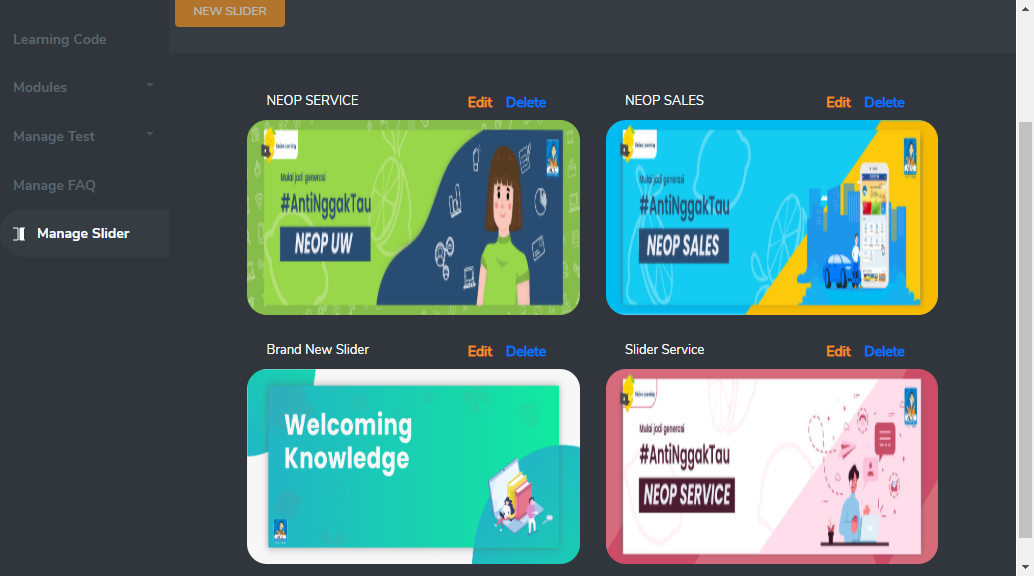 NEW SLIDER
Learning Code
Modules
Manage Test
Manage FAQ
Manage Slider
NEOP SERVICE Edit Delete
NEOP SALES Edit Delete
Mulai jadi generasi
#AntiNggakTau
NEOP UW
Mulai jadi generasi
#AntiNggakTau
NEOP SALES
Brand New Slider Edit Delete
Slider Service Edit Delete
Welcoming
Knowledge
Mulai jadi generasi
#AntiNggakTau
NEOP SERVICE